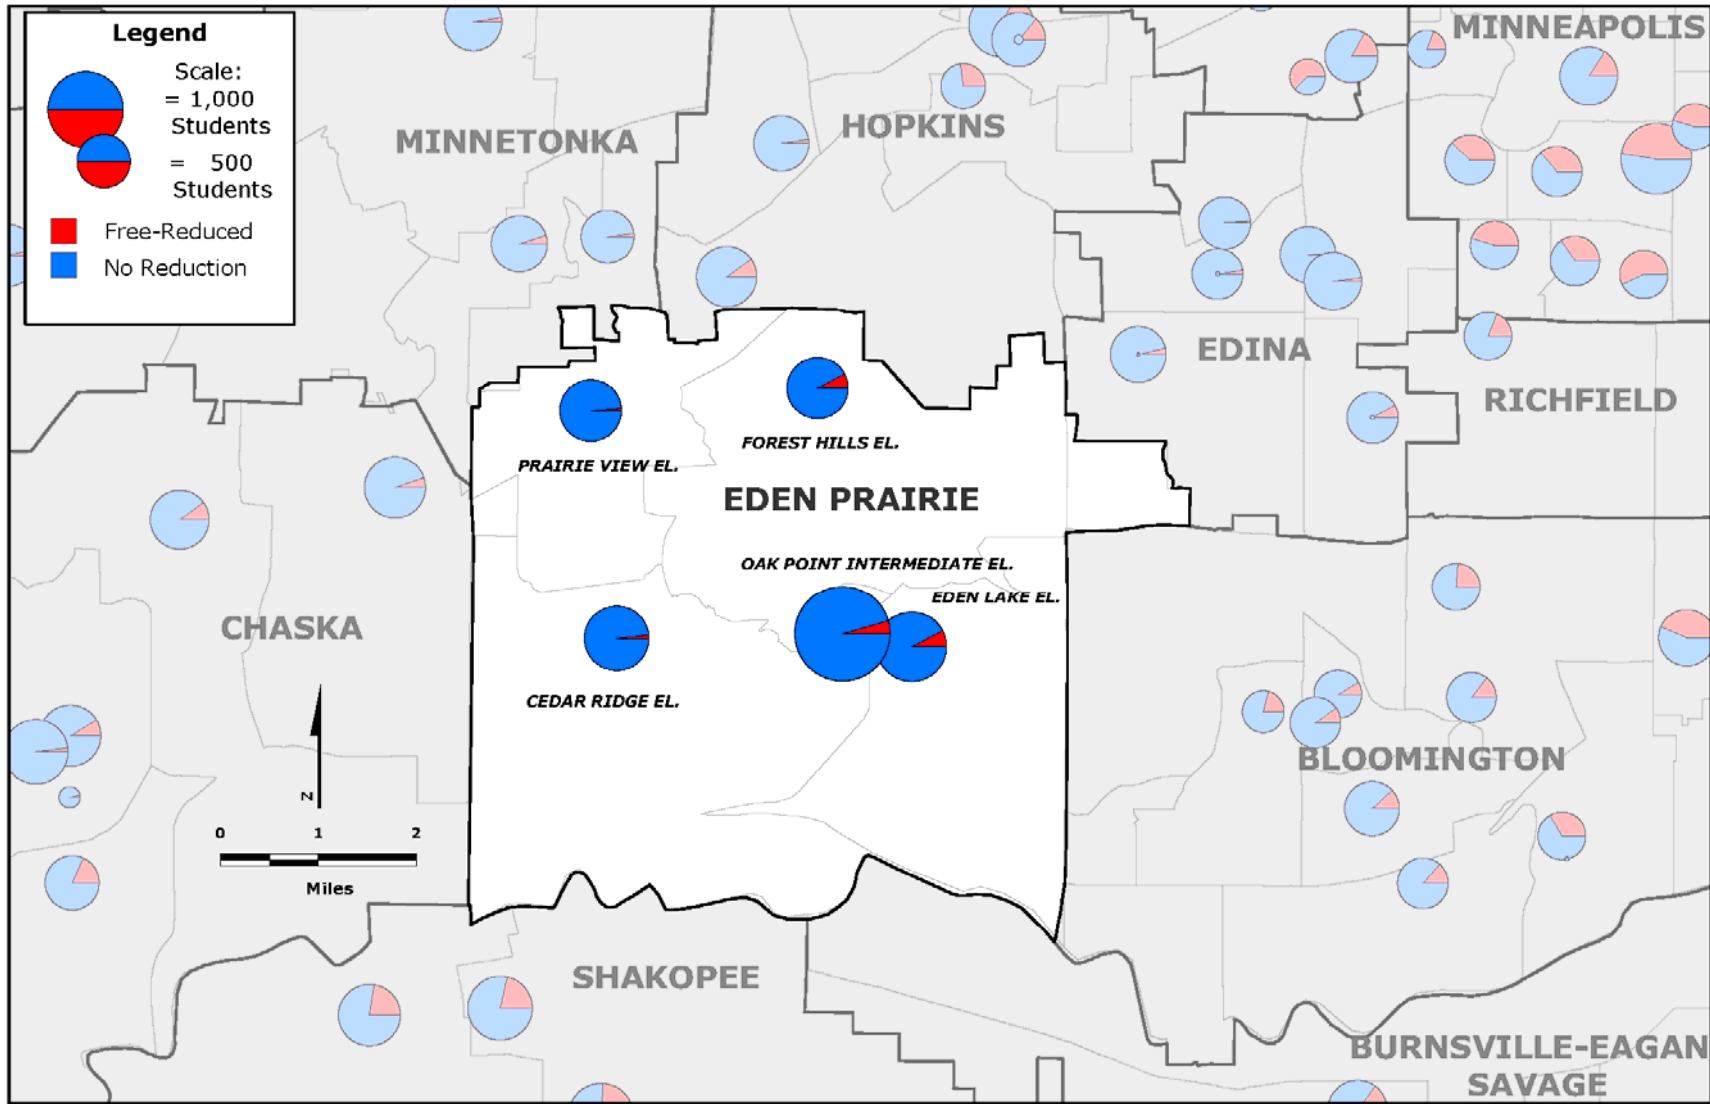 Legend
Scale:
= 1,000
Students
= 500
Students
Free-Reduced
No Reduction
MINNEAPOLIS
MINNETONKA
HOPKINS
EDINA
RICHFIELD
FOREST HILLS EL.
PRAIRIE VIEW EL.
EDEN PRAIRIE
OAK POINT INTERMEDIATE EL.
EDEN LAKE EL.
CHASKA
CEDAR RIDGE EL.
BLOOMINGTON
N
0 1 2
Miles
SHAKOPEE
BURNSVILLE-EAGAN
SAVAGE